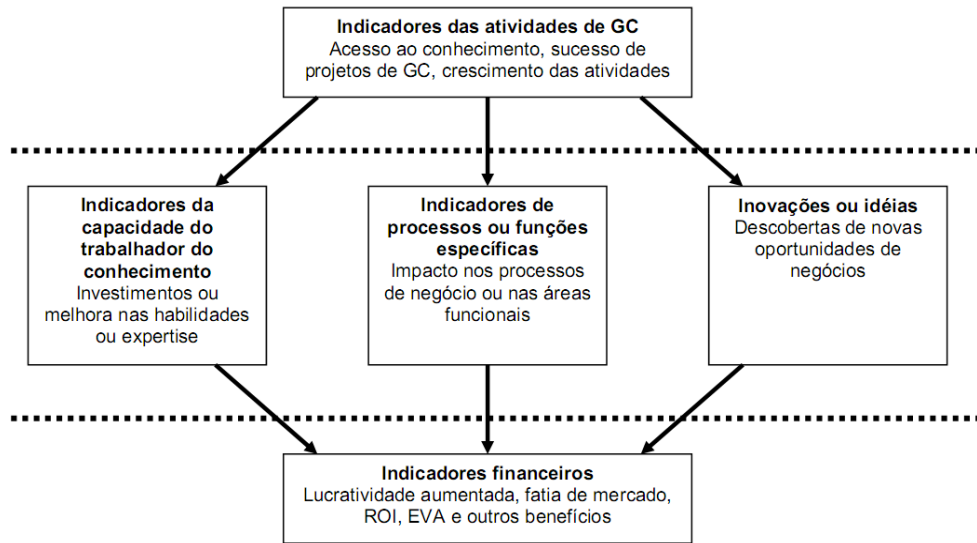 Indicadores das atividades de GC
Acesso ao conhecimento, sucesso de
projetos de GC, crescimento das atividades
Indicadores da
capacidade do
trabalhador do
conhecimento
Investimentos ou
melhora nas habilidades
ou expertise
Indicadores de
processos ou funções
específicas
Impacto nos processos
de negócio ou nas áreas
funcionais
Inovações ou idéias
Descobertas de novas
oportunidades de
negócios
Indicadores financeiros
Lucratividade aumentada, fatia de mercado,
ROI, EVA e outros benefícios